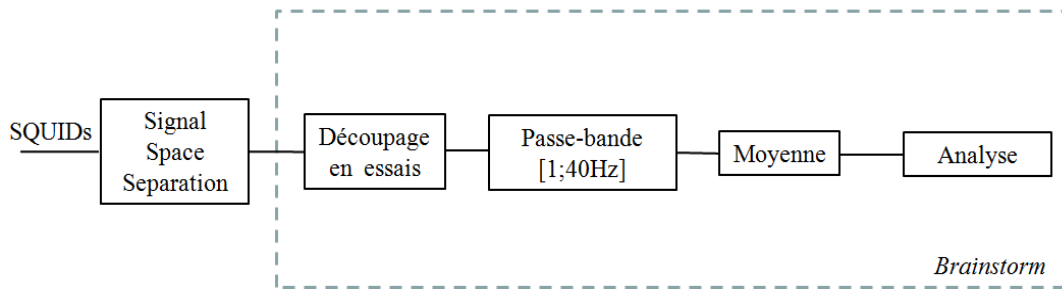 SQUIDs
Signal
Space
Separation
Découpage
en essais
Passe-bande
[1;40Hz]
Moyenne
Analyse
Brainstorm